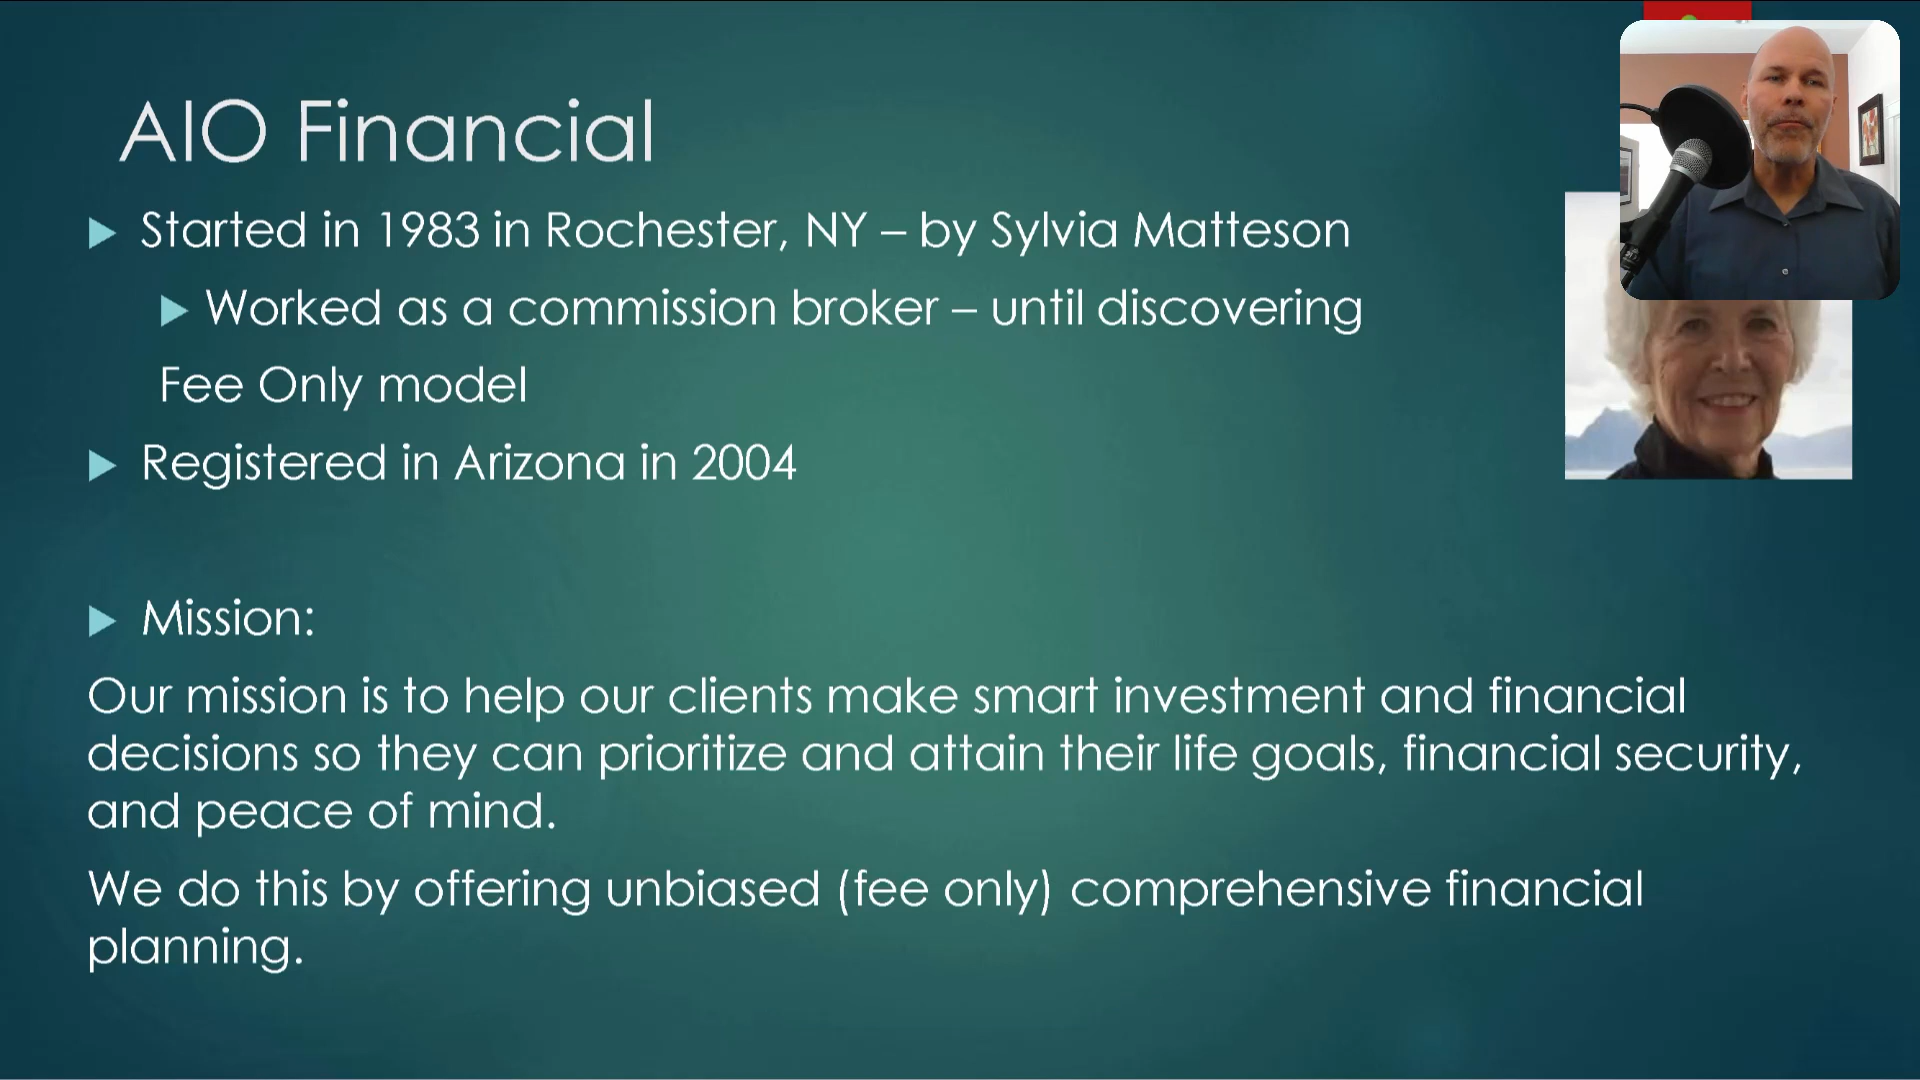 AIO Financial
Started in 1983 in Rochester, NY – by Sylvia Matteson
Worked as a commission broker – until discovering
Fee Only model
Registered in Arizona in 2004
Mission:
Our mission is to help our clients make smart investment and financial
decisions so they can prioritize and attain their life goals, financial security,
and peace of mind.
We do this by offering unbiased (fee only) comprehensive financial
planning.